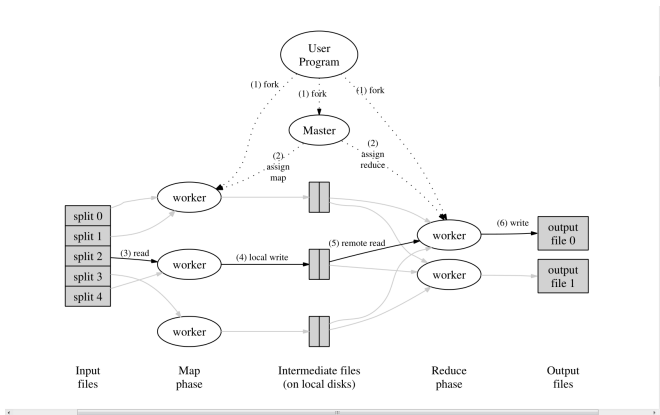 User
Program
(1) fork
(1) fork
(1) fork
Master
(2)
assign
map
(2)
assign
reduce
worker
split 0
split 1
split 2
split 3
split 4
(3) read
worker
(4) local write
(5) remote read
worker
worker
worker
(6) write
output
file 0
output
file 1
Input
files
Map
phase
Intermediate files
(on local disks)
Reduce
phase
Output
files